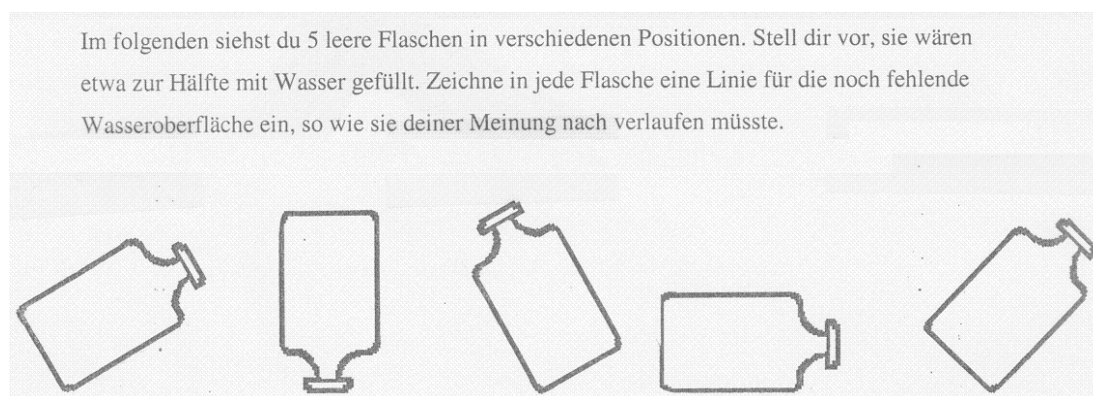 Im folgenden siehst du 5 leere Flaschen in verschiedenen Positionen. Stell dir vor, sie wären
etwa zur Hälfte mit Wasser gefüllt. Zeichne in jede Flasche eine Linie für die noch fehlende
Wasseroberfläche ein, so wie sie deiner Meinung nach verlaufen müsste.